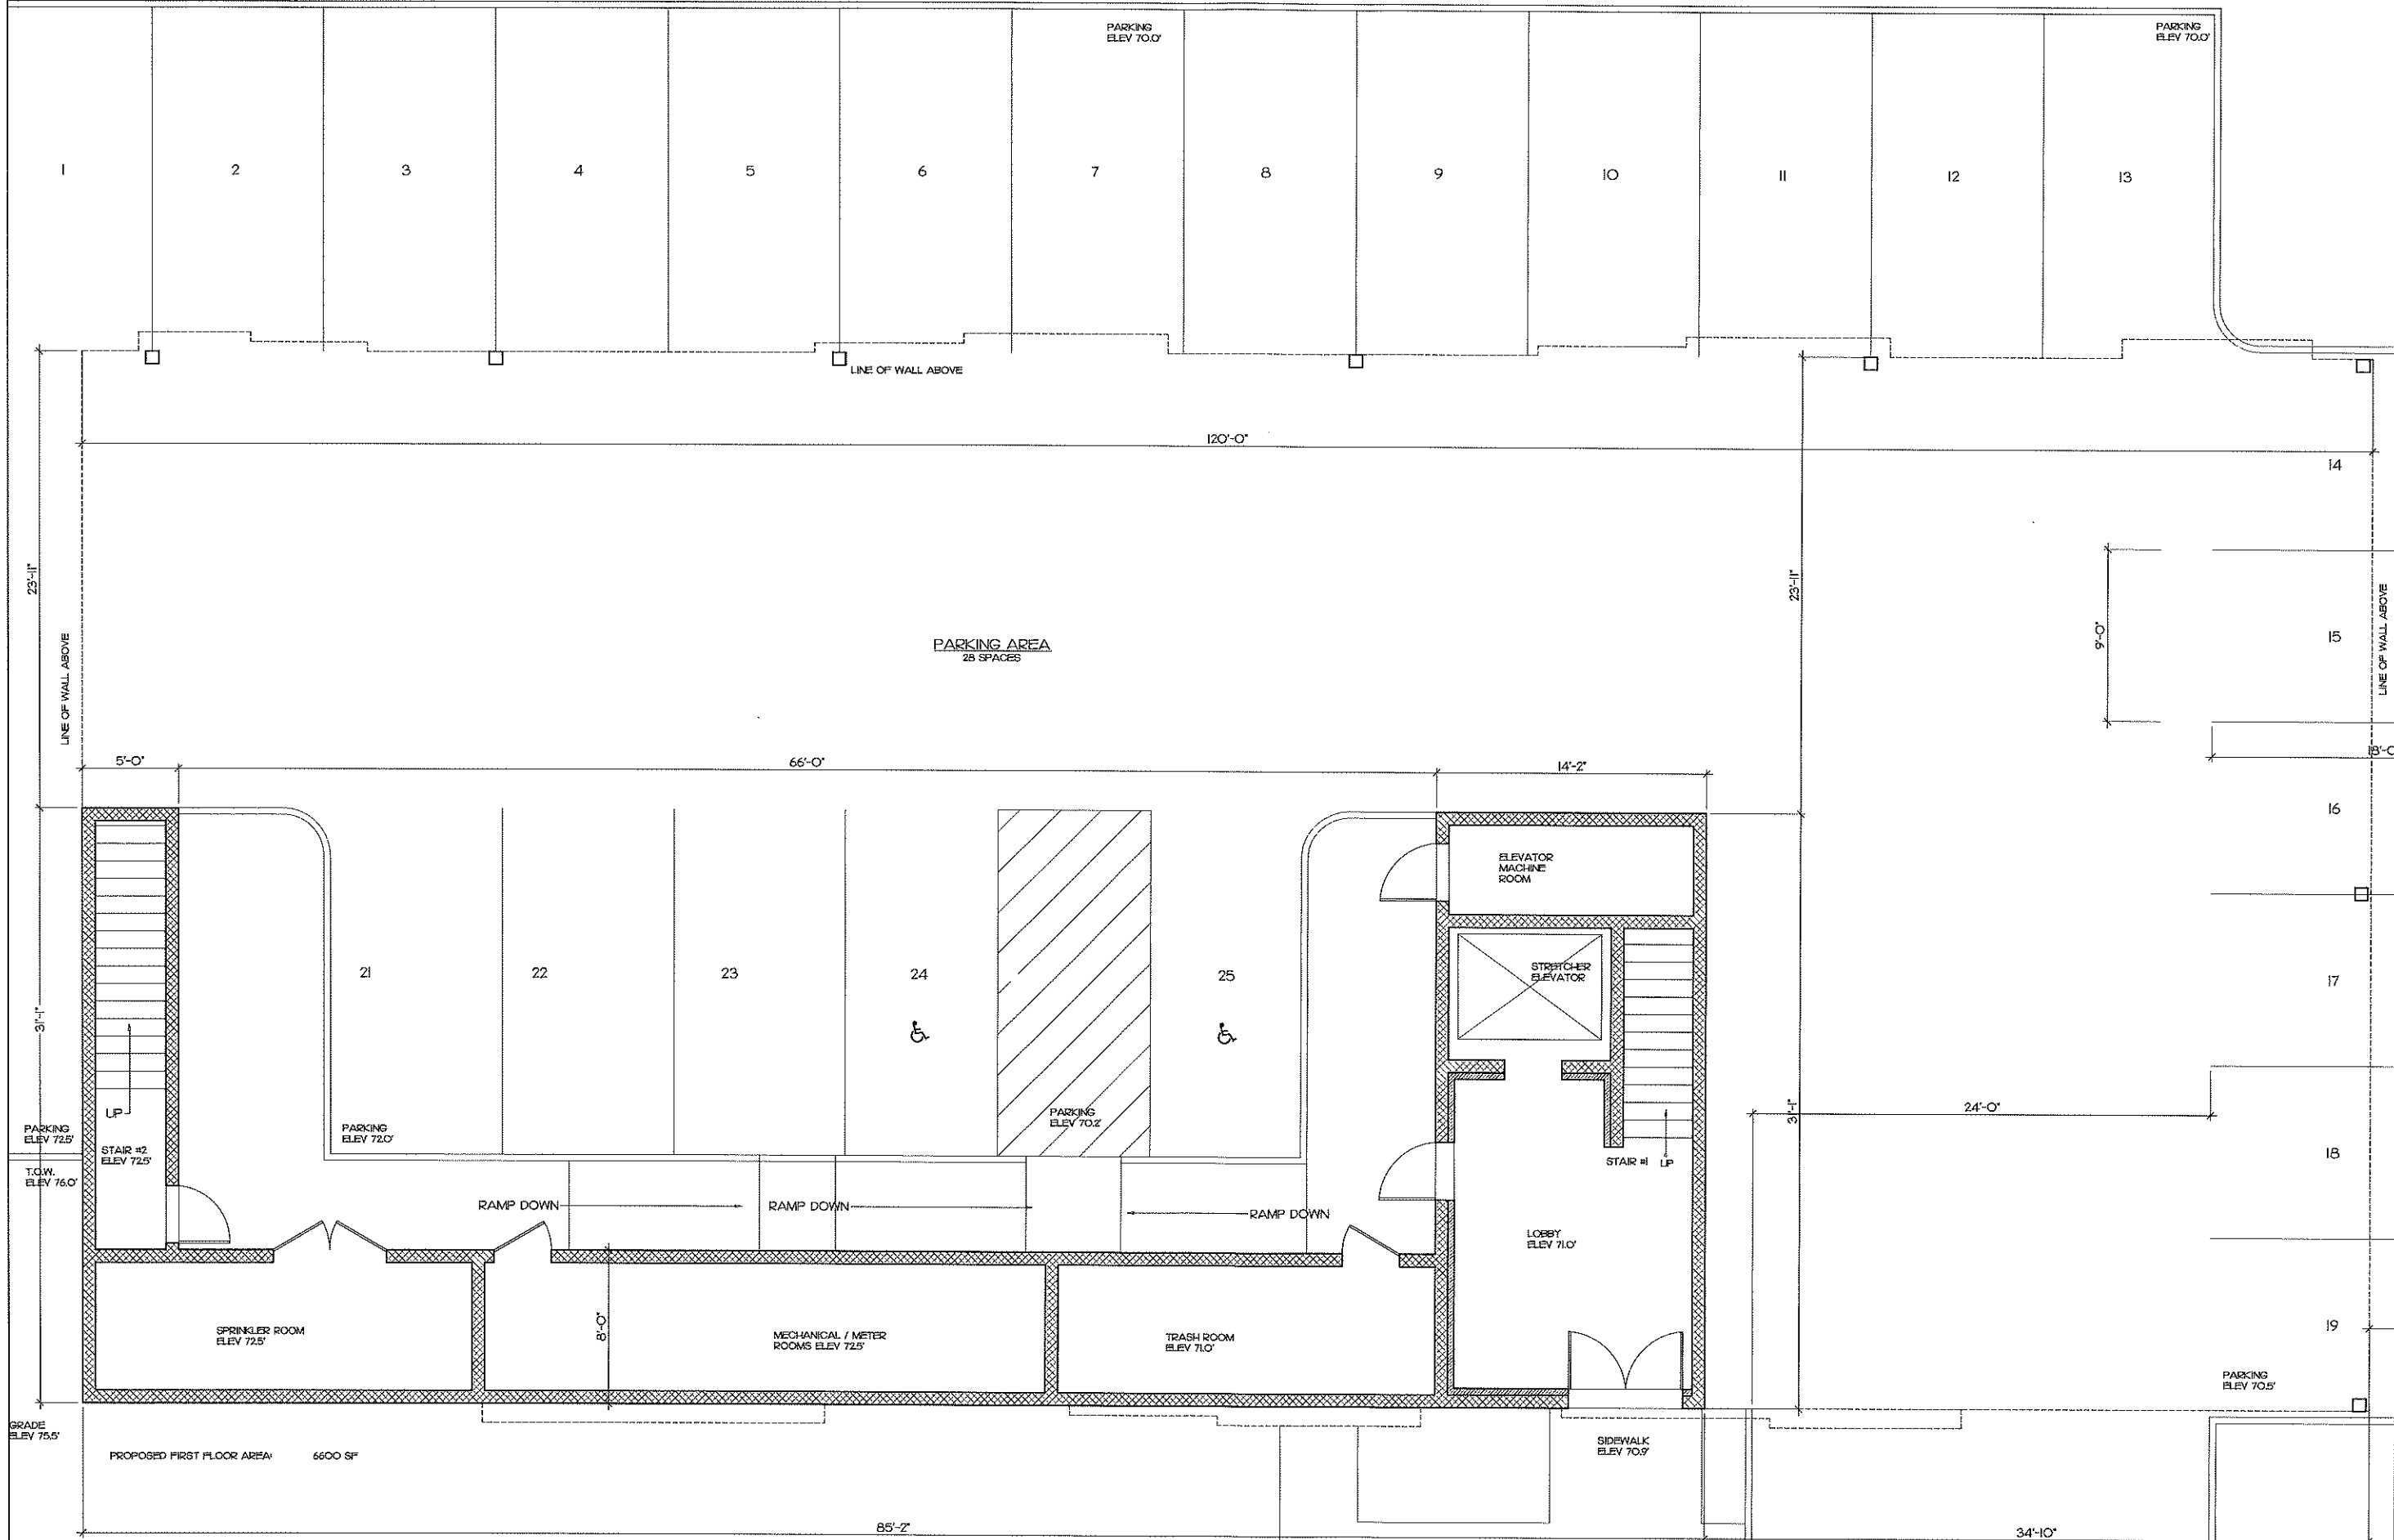 PARKING
ELEV 70.0'
PARKING
ELEV 70.0'
1
2
3
4
5
6
7
8
9
10
11
12
13
LINE OF WALL ABOVE
120'-0"
14
23'-11"
23'-11"
9'-0"
15
LINE OF WALL ABOVE
LINE OF WALL ABOVE
PARKING AREA
28 SPACES
18'-0
5'-0"
66'-0"
14'-2"
16
ELEVATOR
MACHINE
ROOM
21
22
23
24
25
STRETCHER
ELEVATOR
17
31'-1"
31'-1"
UP
PARKING
ELEV 70.2'
24'-0"
PARKING
ELEV 72.5'
PARKING
ELEV 72.0'
STAIR #2
ELEV 72.5'
STAIR #1
UP
18
T.O.W.
ELEV 76.0'
RAMP DOWN
RAMP DOWN
RAMP DOWN
LOBBY
ELEV 71.0'
SPRINKLER ROOM
ELEV 72.5'
8'-0"
MECHANICAL / METER
ROOMS ELEV 72.5'
TRASH ROOM
ELEV 71.0'
19
PARKING
ELEV 70.5'
GRADE
ELEV 75.5'
SIDEWALK
ELEV 70.9'
PROPOSED FIRST FLOOR AREA: 6600 SF
85'-2"
34'-10"